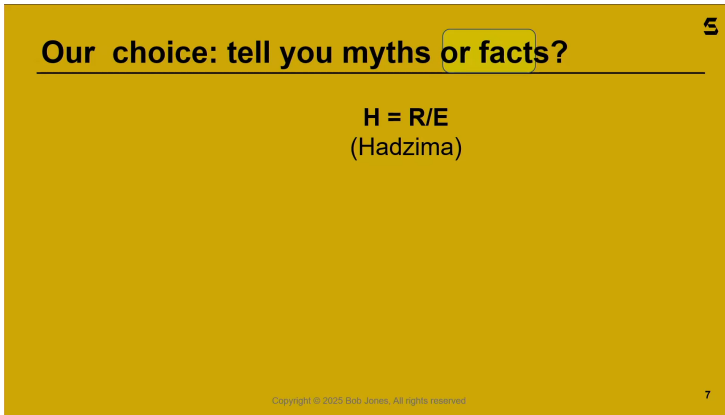 Our  choice: tell you myths or facts?
H = R/E
(Hadzima)
Copyright © 2025 Bob Jones, All rights reserved
7